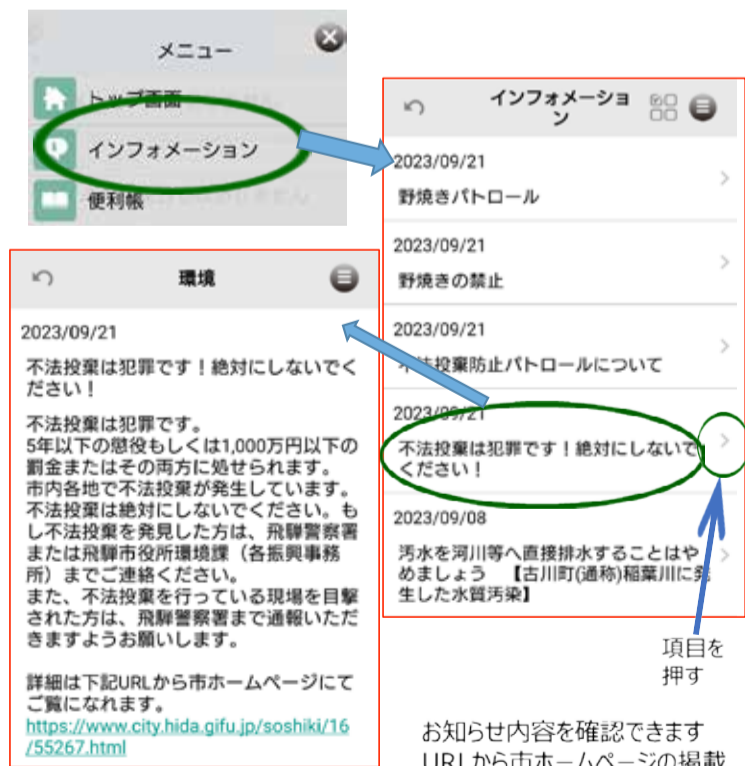 メニュー
トップ画面
インフォメーション
便利帳
インフォメーショ
ン
2023/09/21
野焼きパトロール
2023/09/21
野焼きの禁止
2023/09/21
不法投棄防止パトロールについて
2023/09/21
不法投棄は犯罪です！絶対にしないで
ください！
2023/09/08
汚水を河川等へ直接排水することはや
めましょう　【古川町(通称)稲葉川に発
生した水質汚染】
項目を
押す
環境
2023/09/21
不法投棄は犯罪です！絶対にしないでく
ださい！
不法投棄は犯罪です。
5年以下の懲役もしくは1,000万円以下の
罰金またはその両方に処せられます。
市内各地で不法投棄が発生しています。
不法投棄は絶対にしないでください。も
し不法投棄を発見した方は、飛騨警察署
または飛騨市役所環境課（各振興事務
所）までご連絡ください。
また、不法投棄を行っている現場を目撃
された方は、飛騨警察署まで通報いただ
きますようお願いします。
詳細は下記URLから市ホームページにて
ご覧になれます。
https://www.city.hida.gifu.jp/soshiki/16
/55267.html
お知らせ内容を確認できます
URLから市ホームページの掲載